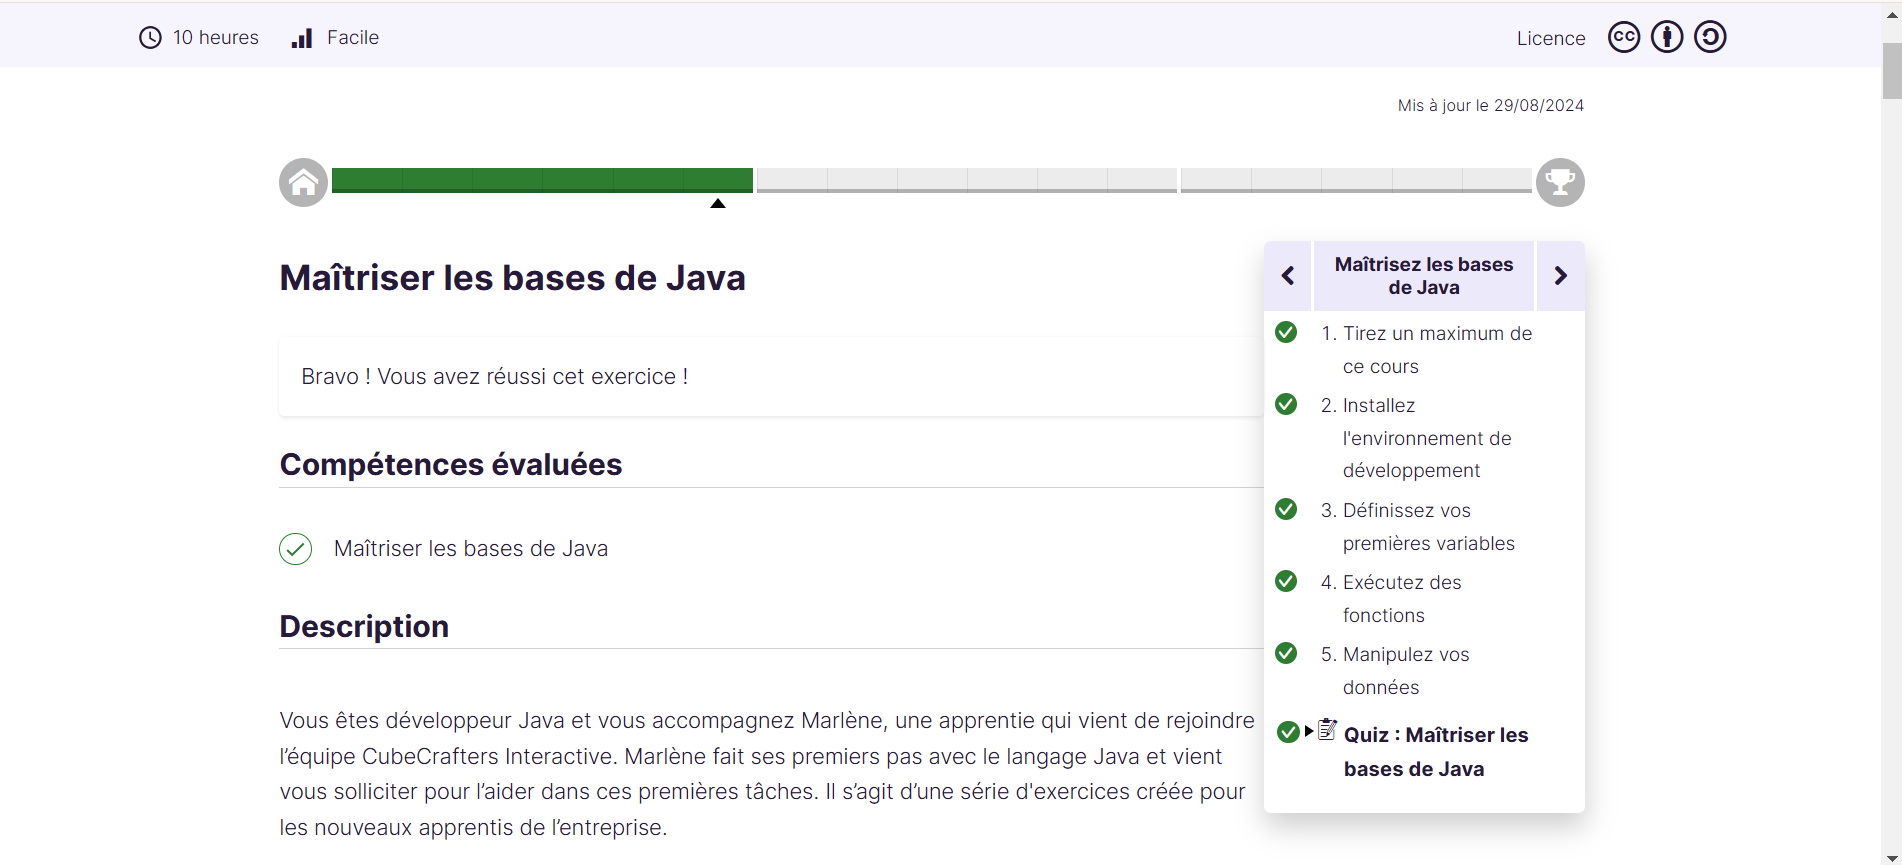 10 heures
Facile
Licence
Mis à jour le 29/08/2024
Maîtriser les bases de Java
Bravo ! Vous avez réussi cet exercice !
Compétences évaluées
Maîtriser les bases de Java
Description
Vous êtes développeur Java et vous accompagnez Marlène, une apprentie qui vient de rejoindre
l’équipe CubeCrafters Interactive. Marlène fait ses premiers pas avec le langage Java et vient
vous solliciter pour l’aider dans ces premières tâches. Il s’agit d’une série d'exercices créée pour
les nouveaux apprentis de l’entreprise.
Maîtrisez les bases
de Java
1. Tirez un maximum de
ce cours
2. Installez
l'environnement de
développement
3. Définissez vos
premières variables
4. Exécutez des
fonctions
5. Manipulez vos
données
Quiz : Maîtriser les
bases de Java